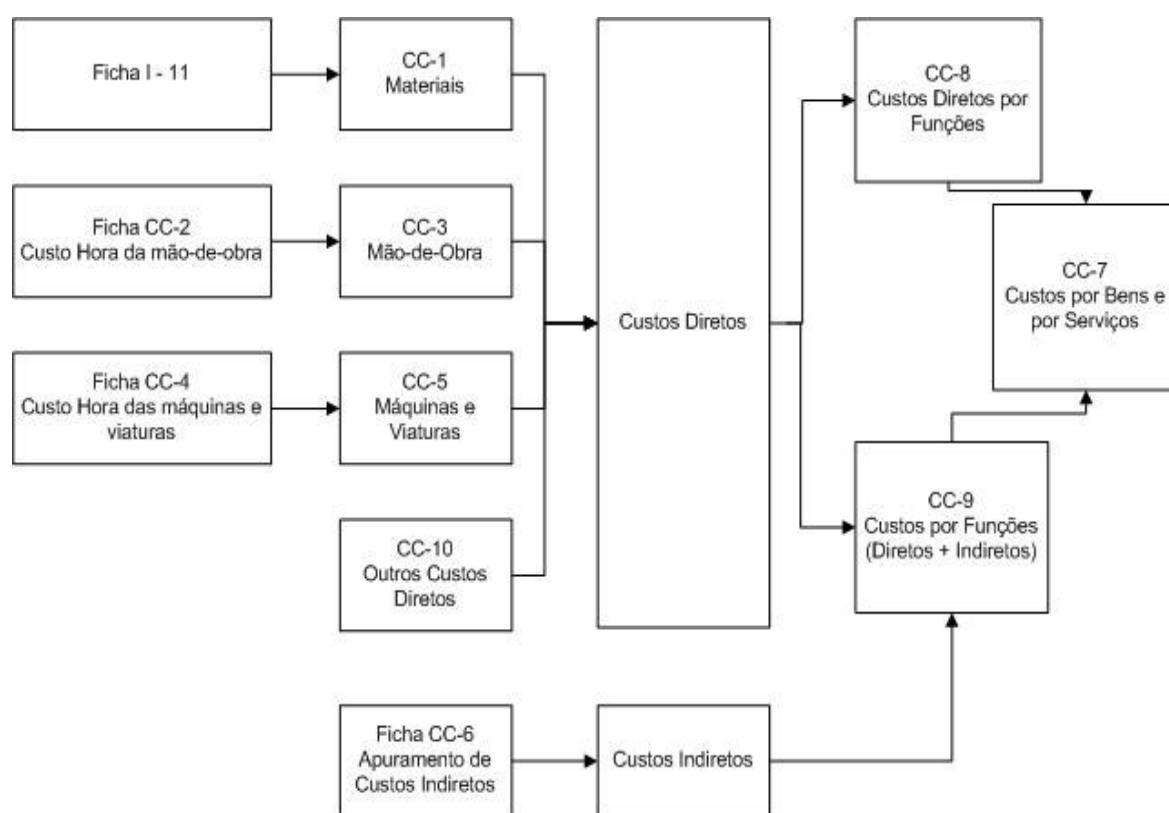 Ficha I - 11
CC-1
Materiais
Ficha CC-2
Custo Hora da mão-de-obra
CC-3
Mão-de-Obra
Ficha CC-4
Custo Hora das máquinas e
viaturas
CC-5
Máquinas e
Viaturas
CC-10
Outros Custos
Diretos
Ficha CC-6
Apuramento de
Custos Indiretos
Custos Diretos
Custos Indiretos
CC-8
Custos Diretos por
Funções
CC-7
Custos por Bens e
por Serviços
CC-9
Custos por Funções
(Diretos + Indiretos)